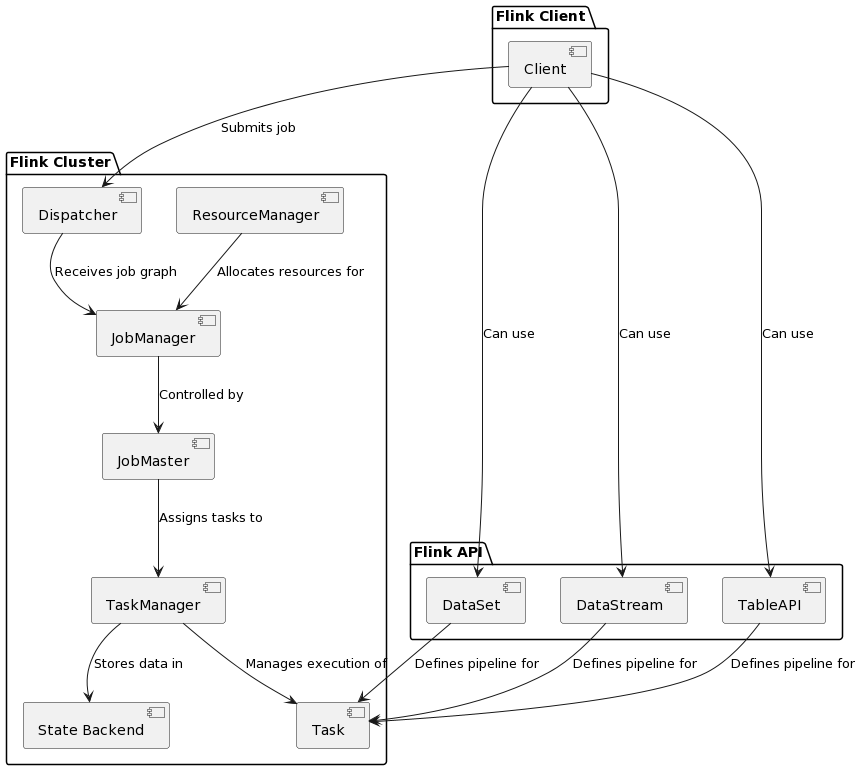 Flink Client
Client
Submits job
Flink Cluster
Dispatcher
ResourceManager
Receives job graph
Allocates resources for
JobManager
Can use
Can use
Can use
Controlled by
JobMaster
Assigns tasks to
Flink API
TaskManager
DataSet
DataStream
TableAPI
Stores data in
Manages execution of
Defines pipeline for
Defines pipeline for
Defines pipeline for
State Backend
Task